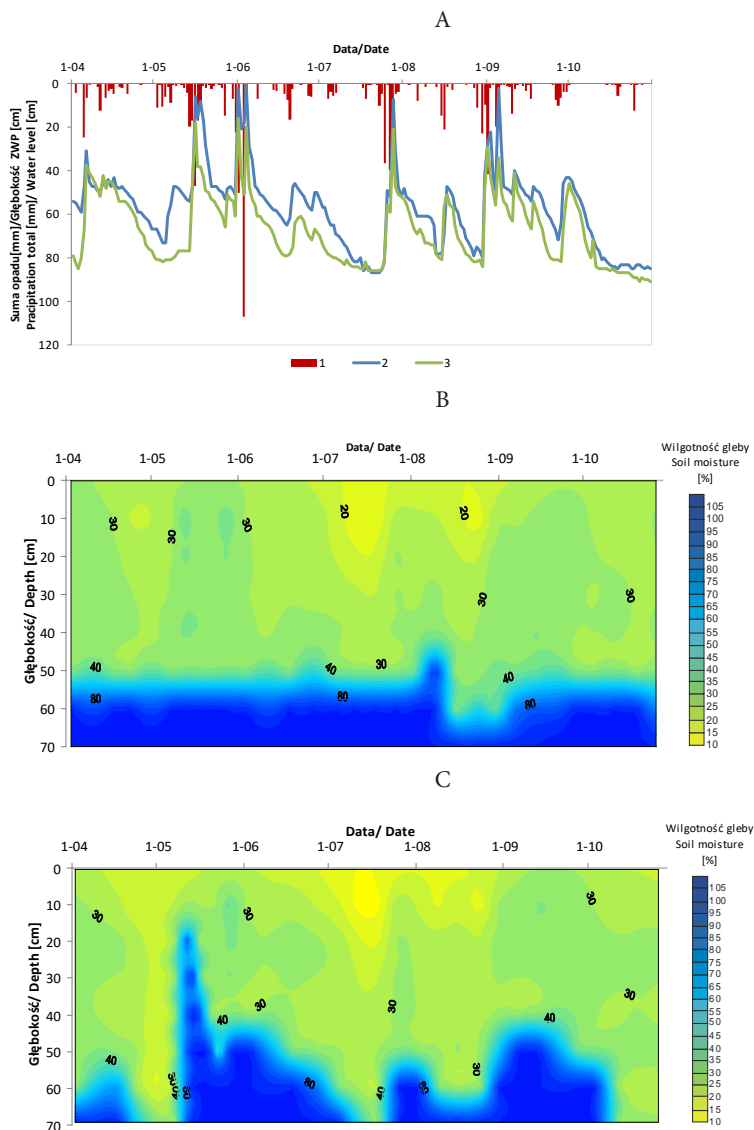 A
Data/Date
1-04 1-05 1-06 1-07 1-08 1-09 1-10
Suma opadu[mm]/Głębokość ZWP [cm]
Precipitation total [mm]/ Water level [cm]
0
20
40
60
80
100
120
1 2 3
B
Data/ Date
1-04 1-05 1-06 1-07 1-08 1-09 1-10
Wilgotność gleby
Soil moisture
[%]
Głębokość/ Depth [cm]
0
10
20
30
40
50
60
70
30 30 30 20 20 30 30
40 40 30 40
80 80 80
105
100
95
90
85
80
75
70
65
60
55
50
45
40
35
30
25
20
15
10
C
Data/ Date
1-04 1-05 1-06 1-07 1-08 1-09 1-10
Wilgotność gleby
Soil moisture
[%]
Głębokość/ Depth [cm]
0
10
20
30
40
50
60
70
30 30 30
30 30 30
40 40 40
30 80 30
40 80 40 80
105
100
95
90
85
80
75
70
65
60
55
50
45
40
35
30
25
20
15
10